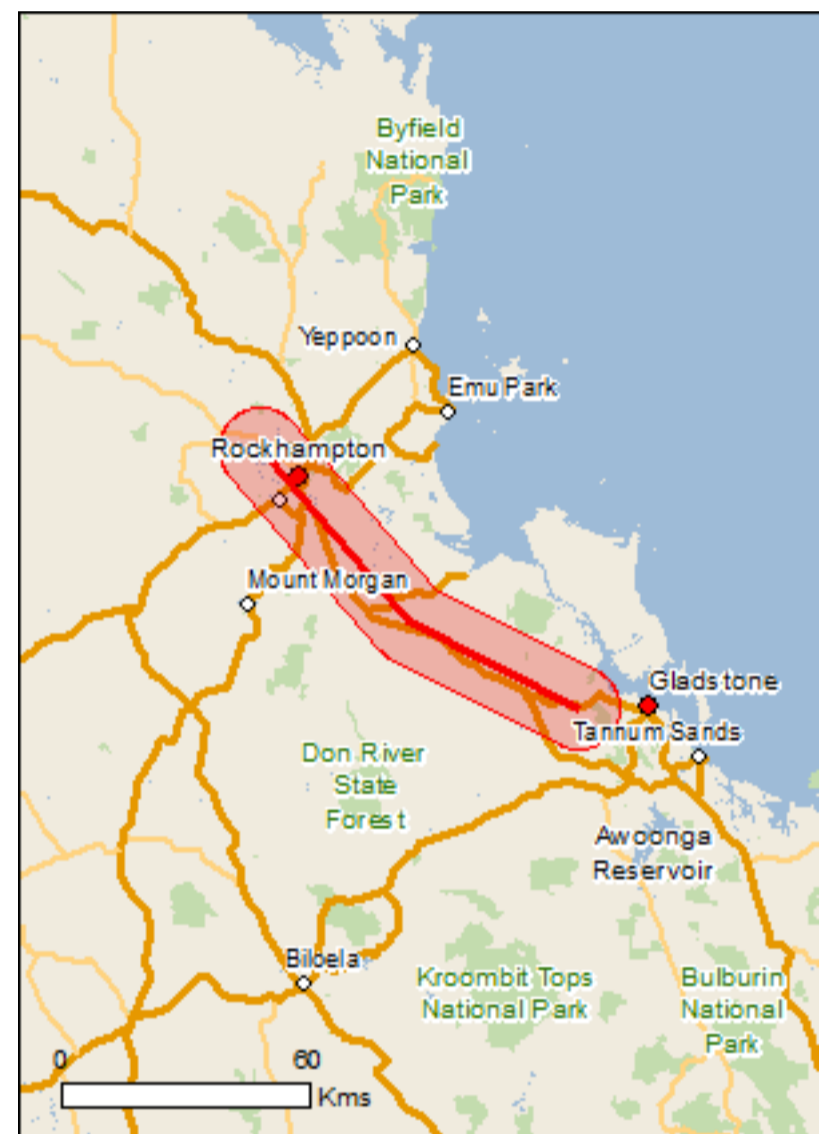 Byfield
National
Park
Yeppoon
Emu Park
Rockhampton
Mount Morgan
Gladstone
Tannum Sands
Don River
State
Forest
Awoonga
Reservoir
Biloela
Kroombit Tops
National Park
Bulburin
National
Park
0 60
Kms